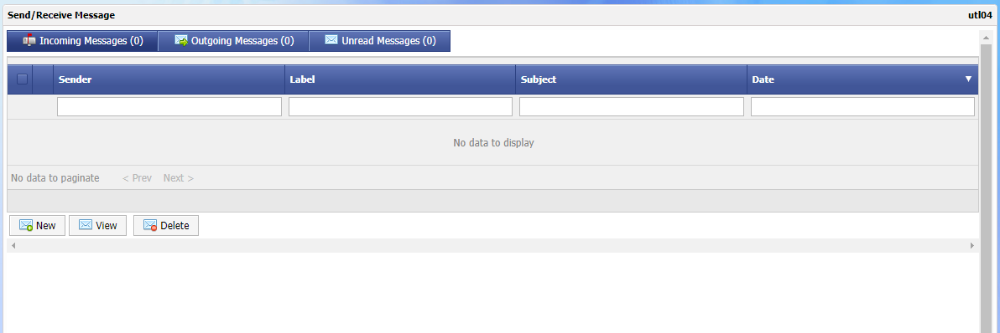 Send/Receive Message utl04
Incoming Messages (0) Outgoing Messages (0) Unread Messages (0)
Sender Label Subject Date
No data to display
No data to paginate < Prev Next >
New View Delete